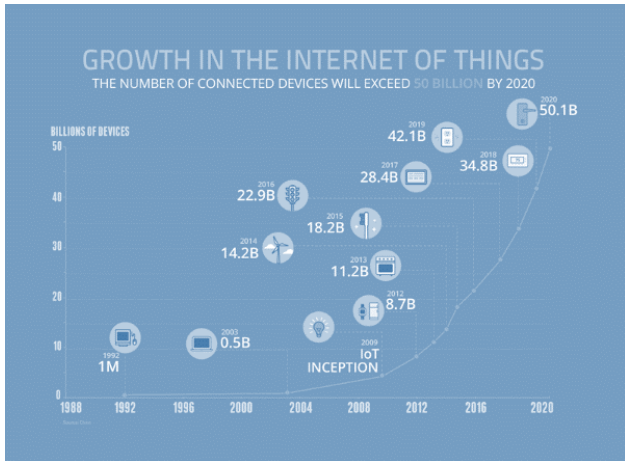 GROWTH IN THE INTERNET OF THINGS
THE NUMBER OF CONNECTED DEVICES WILL EXCEED 50 BILLION BY 2020
BILLIONS OF DEVICES
50
40
30
20
10
0
1992
1M
2003
0.5B
2009
IoT
INCEPTION
2012
8.7B
2013
11.2B
2014
14.2B
2015
18.2B
2016
22.9B
2017
28.4B
2018
34.8B
2019
42.1B
2020
50.1B
1988
1992
1996
2000
2004
2008
2012
2016
2020